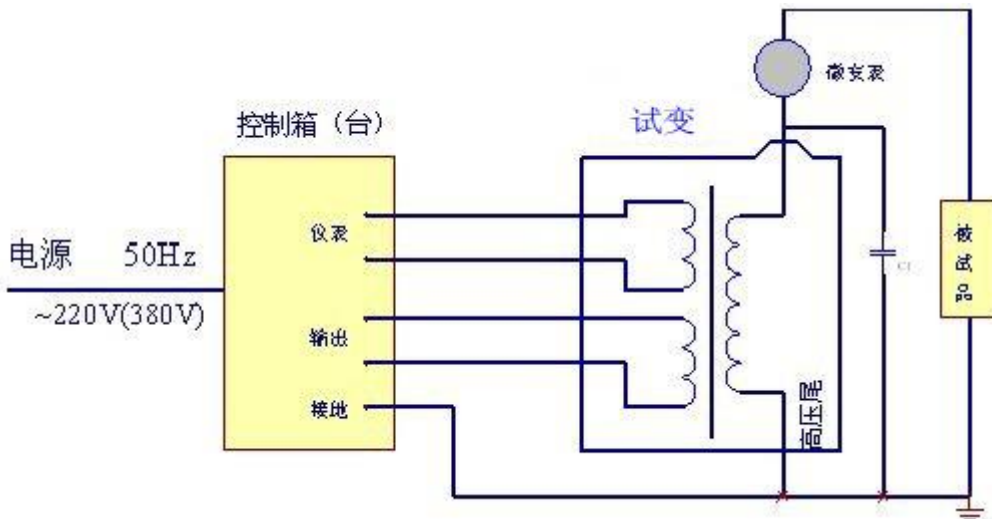 微安表
试变
控制箱（台）
仪表
电源 50Hz
~220V(380V)
被试品
输出
接地
高压尾